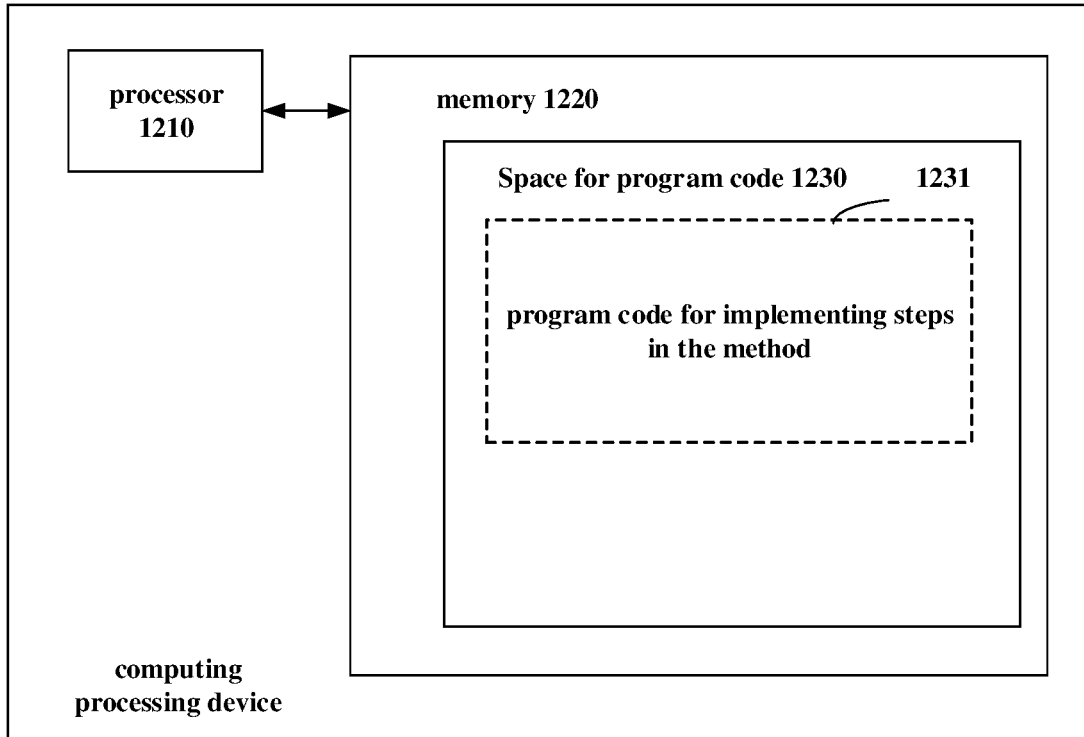 processor
1210
memory 1220
Space for program code 1230
1231
program code for implementing steps
in the method
computing
processing device